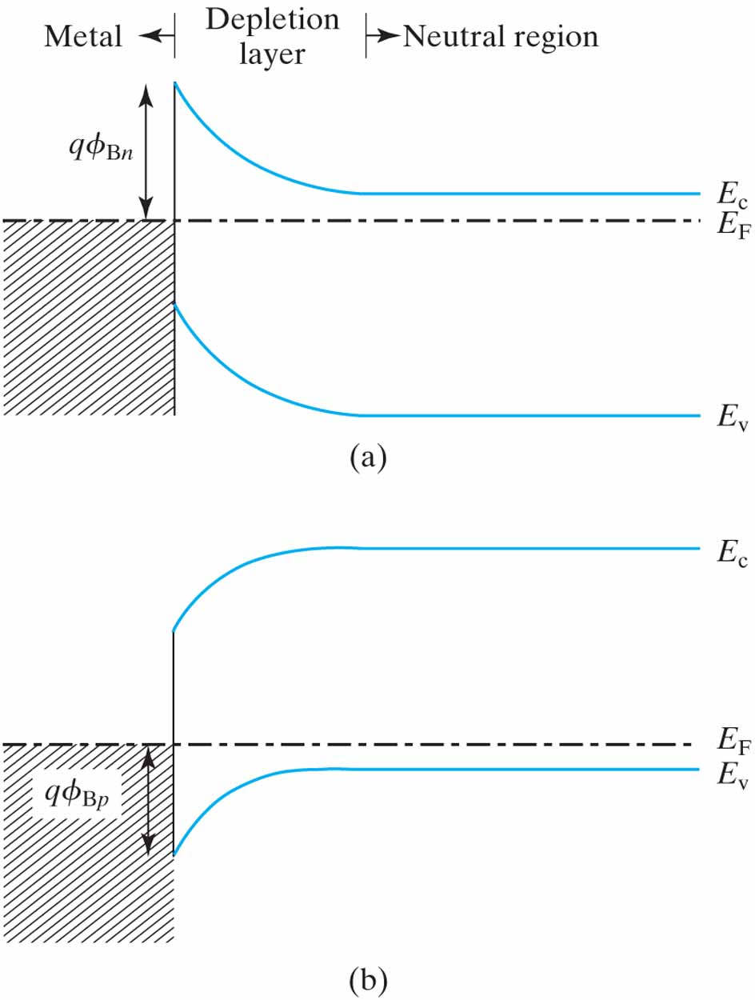 Metal
Depletion
layer
Neutral region
qϕBn
Ec
EF
Ev
(a)
Ec
EF
Ev
qϕBp
(b)